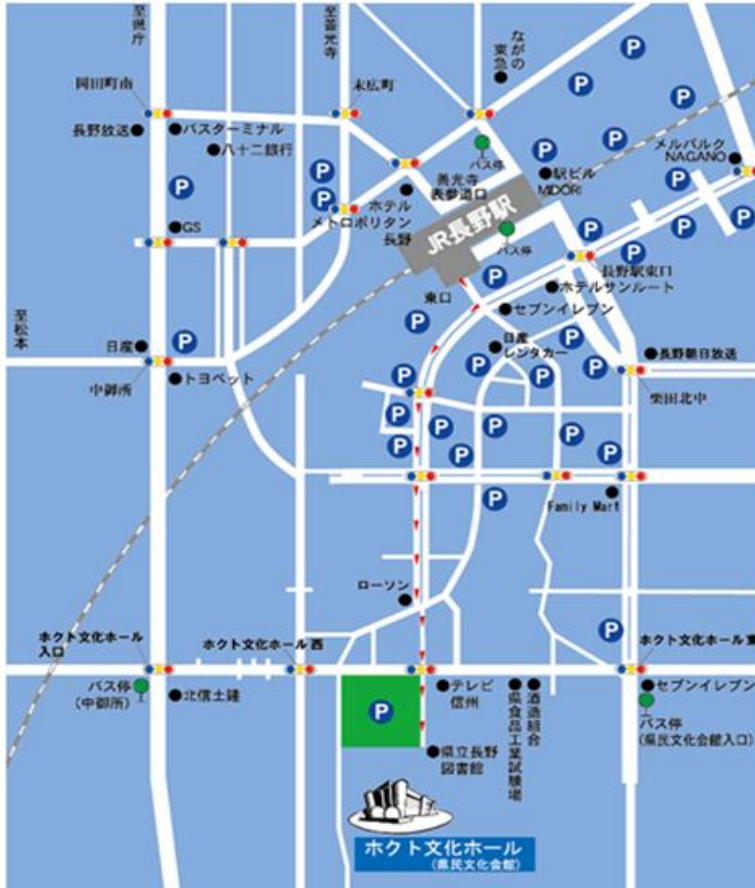 至県庁
至善光寺
ながの
東急
P
岡田町南
末広町
P
P
長野放送
バスターミナル
バス停
P
メルパルク
NAGANO
八十二銀行
善光寺
表参道口
駅ビル
MIDORI
P
P
P
P
P
ホテル
メトロポリタン
長野
JR長野駅
P
P
P
GS
バス停
P
長野駅東口
東口
P
ホテルサンルート
至松本
P
セブンイレブン
日産
P
日産
レンタカー
P
長野朝日放送
中御所
トヨペット
P
P
P
栗田北中
P
P
P
P
P
P
P
P
Family Mart
ローソン
P
ホクト文化ホール
入口
ホクト文化ホール 西
ホクト文化ホール 東
バス停
(中御所)
北信土建
P
テレビ
信州
県食品工業試験場
酒造組合
セブンイレブン
バス停
(県民文化会館入口)
県立長野
図書館
ホクト文化ホール
(県民文化会館)